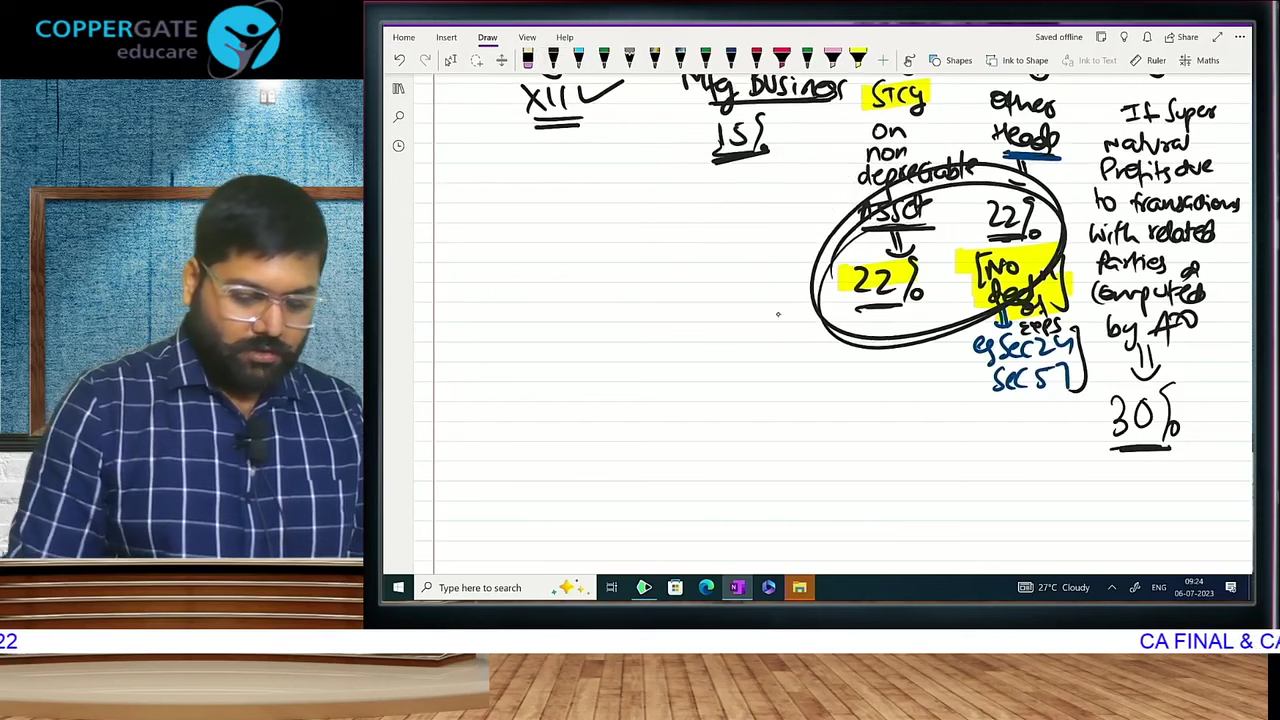 COPPERGATE
educare
Home Insert Draw View Help
Saved offline
Share
Shapes
Ink to Shape
Ink to Text
Ruler
Maths
XIII
Mfg Business
15%
STCG
on
non
depreciable
Asset
22%
Other
Heads
22%
[No
Ded
of
Exps
eg Sec 24
Sec 57
If Super
Natural
Profits due
to transactions
with related
Parties &
Computed
by A.O
30%
Type here to search
27°C Cloudy
ENG
09:24
06-07-2023
22
CA FINAL & CA